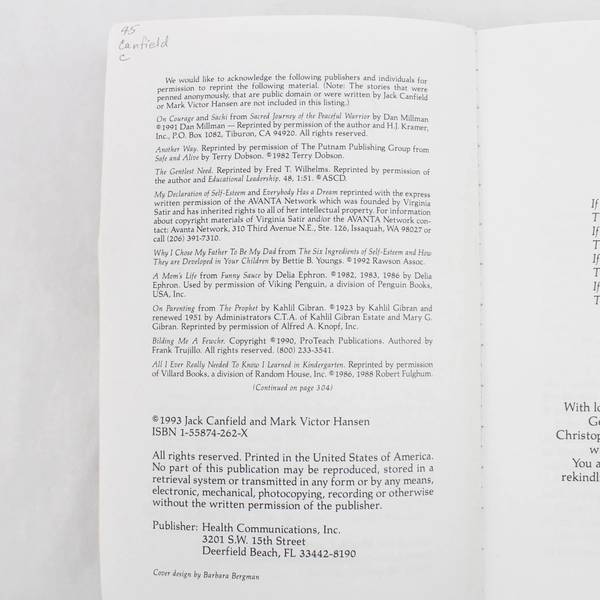 45
Canfield
C
We would like to acknowledge the following publishers and individuals for
permission to reprint the following material. (Note: The stories that were
penned anonymously, that are public domain or were written by Jack Canfield
or Mark Victor Hansen are not included in this listing.)
On Courage and Sachi from Sacred Journey of the Peaceful Warrior by Dan Millman
©1991 Dan Millman — Reprinted by permission of the author and H.J. Kramer,
Inc., P.O. Box 1082, Tiburon, CA 94920. All rights reserved.
Another Way. Reprinted by permission of The Putnam Publishing Group from
Safe and Alive by Terry Dobson. ©1982 Terry Dobson.
The Gentlest Need. Reprinted by Fred T. Wilhelms. Reprinted by permission of
the author and Educational Leadership, 48, 1:51. ©ASCD.
My Declaration of Self-Esteem and Everybody Has a Dream reprinted with the express
written permission of the AVANTA Network which was founded by Virginia
Satir and has inherited rights to all of her intellectual property. For information
about copyright materials of Virginia Satir and/or the AVANTA Network con-
tact: Avanta Network, 310 Third Avenue N.E., Ste. 126, Issaquah, WA 98027 or
call (206) 391-7310.
Why I Chose My Father To Be My Dad from The Six Ingredients of Self-Esteem and How
They are Developed in Your Children by Bettie B. Youngs. ©1992 Rawson Assoc.
A Mom's Life from Funny Sauce by Delia Ephron. ©1982, 1983, 1986 by Delia
Ephron. Used by permission of Viking Penguin, a division of Penguin Books,
USA, Inc.
On Parenting from The Prophet by Kahlil Gibran. ©1923 by Kahlil Gibran and
renewed 1951 by Administrators C.T.A. of Kahlil Gibran Estate and Mary G.
Gibran. Reprinted by permission of Alfred A. Knopf, Inc.
Bilding Me A Fewchr. Copyright ©1990, ProTeach Publications. Authored by
Frank Trujillo. All rights reserved. (800) 233-3541.
All I Ever Really Needed To Know I Learned in Kindergarten. Reprinted by permission
of Villard Books, a division of Random House, Inc. ©1986, 1988 Robert Fulghum.
(Continued on page 304)
©1993 Jack Canfield and Mark Victor Hansen
ISBN 1-55874-262-X
All rights reserved. Printed in the United States of America.
No part of this publication may be reproduced, stored in a
retrieval system or transmitted in any form or by any means,
electronic, mechanical, photocopying, recording or otherwise
without the written permission of the publisher.
Publisher: Health Communications, Inc.
3201 S.W. 15th Street
Deerfield Beach, FL 33442-8190
Cover design by Barbara Bergman
If
T
If
T
If
T
If
T
With lo
Ge
Christop
w
You a
rekindl